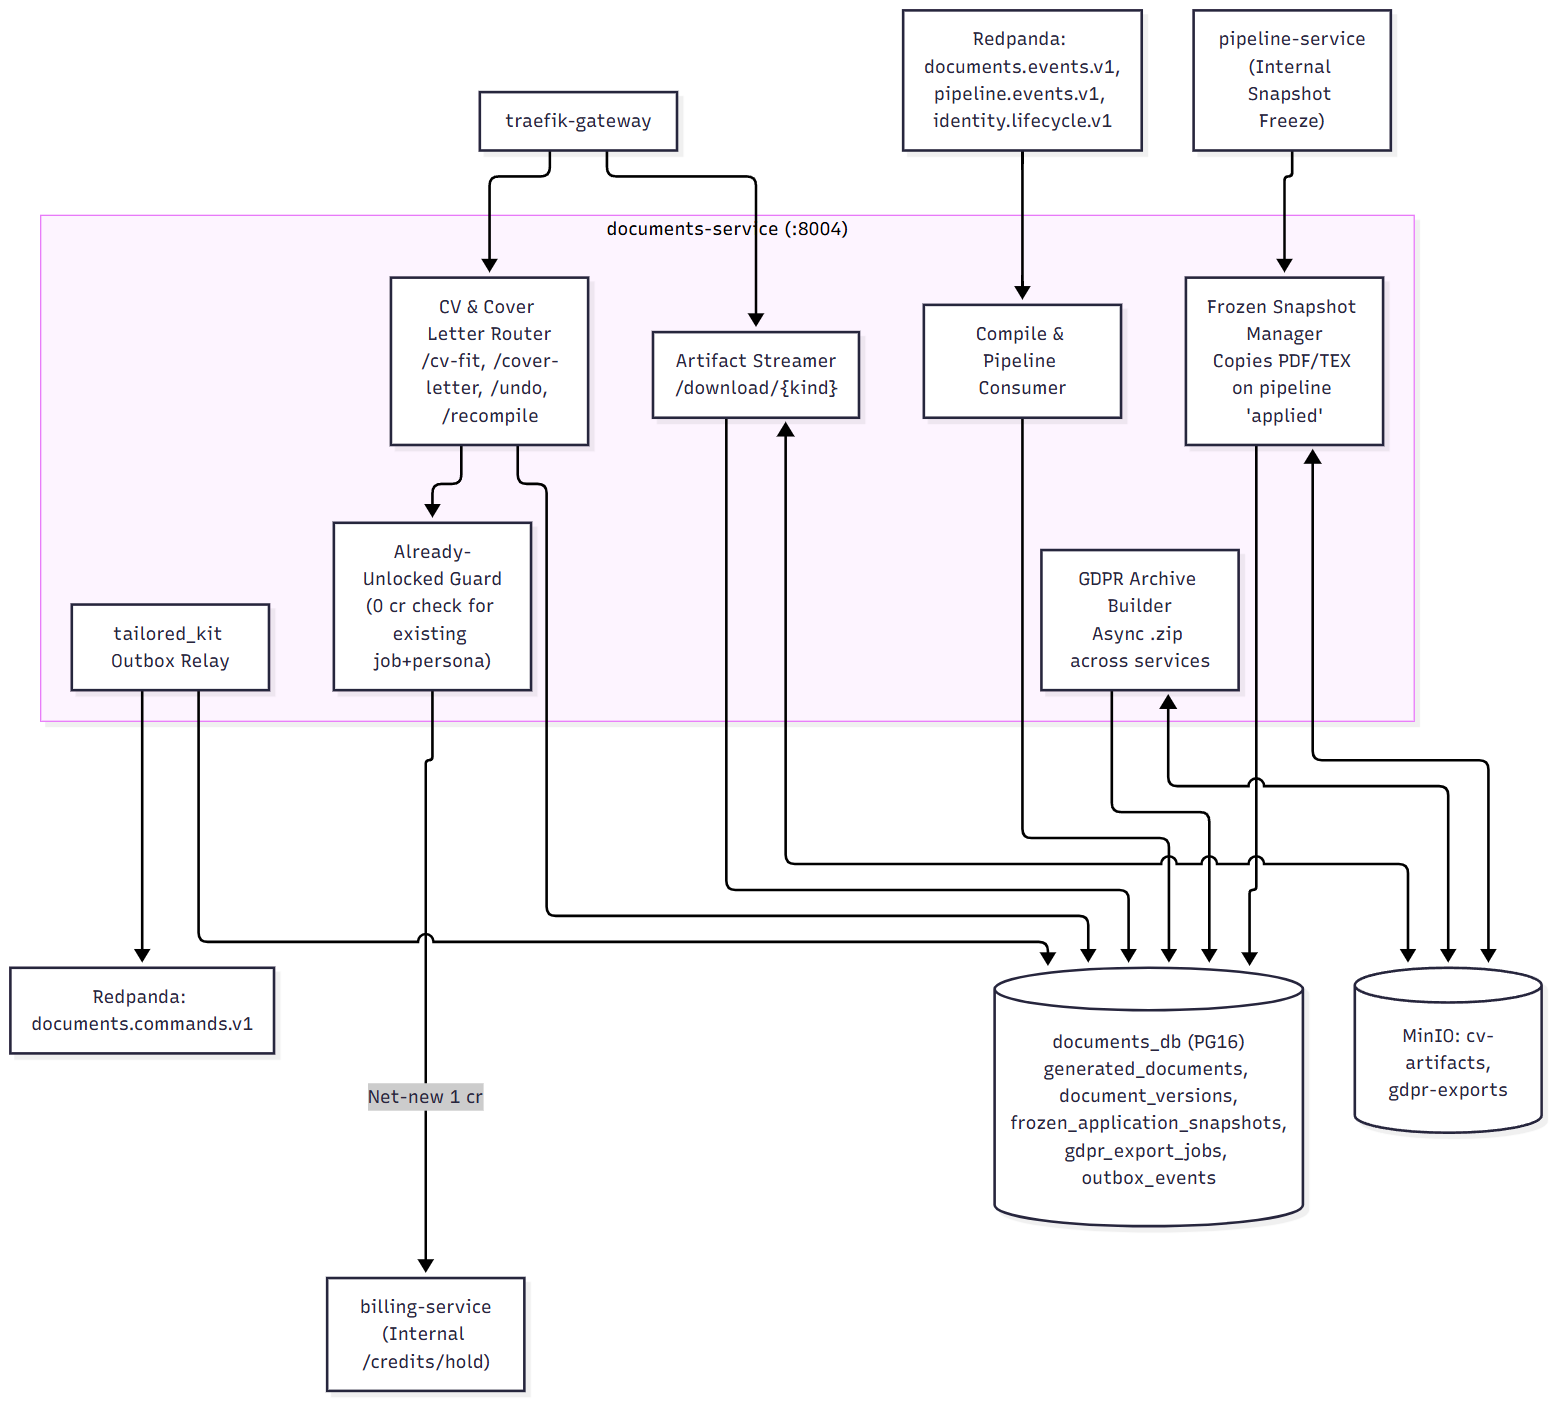 Redpanda:
documents.events.v1,
pipeline.events.v1,
identity.lifecycle.v1
pipeline-service
(Internal
Snapshot
Freeze)
traefik-gateway
documents-service (:8004)
CV & Cover
Letter Router
/cv-fit, /cover-
letter, /undo,
/recompile
Artifact Streamer
/download/{kind}
Compile &
Pipeline
Consumer
Frozen Snapshot
Manager
Copies PDF/TEX
on pipeline
'applied'
Already-
Unlocked Guard
(0 cr check for
existing
job+persona)
GDPR Archive
Builder
Async .zip
across services
tailored_kit
Outbox Relay
Redpanda:
documents.commands.v1
Net-new 1 cr
documents_db (PG16)
generated_documents,
document_versions,
frozen_application_snapshots,
gdpr_export_jobs,
outbox_events
MinIO: cv-
artifacts,
gdpr-exports
billing-service
(Internal
/credits/hold)